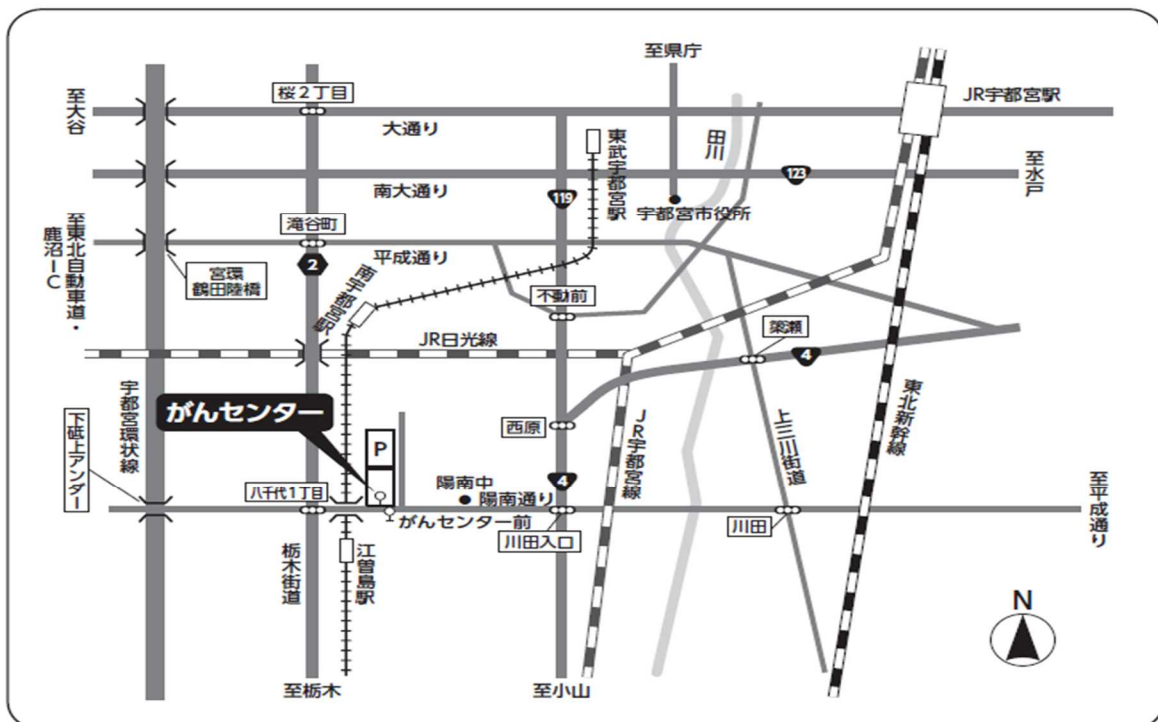 至県庁
JR宇都宮駅
至大谷
桜２丁目
大通り
東武宇都宮駅
田川
至水戸
南大通り
119
123
宇都宮市役所
滝谷町
平成通り
至東北自動車道・
鹿沼IC
宮環
鶴田陸橋
2
南宇都宮駅
不動前
JR日光線
簗瀬
4
宇都宮環状線
下砥上アンダー
がんセンター
P
西原
JR宇都宮線
上三川街道
東北新幹線
4
陽南中
八千代1丁目
陽南通り
がんセンター前
川田入口
川田
至平成通り
栃木街道
江曽島駅
N
至栃木
至小山